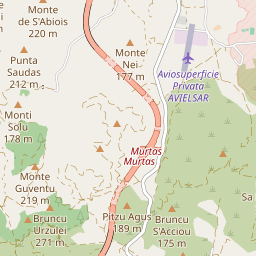 Monte
de S'Abiois
220 m
Monte
Nei
177 m
Punta
Saudas
212 m
Aviosuperficie
Privata
AVIELSAR
Monti
Solu
178 m
Murtas
Murtas
Monte
Guventu
219 m
Sa
Bruncu
Urzulei
271 m
Pitzu Agus
189 m
Bruncu
S'Acciou
175 m